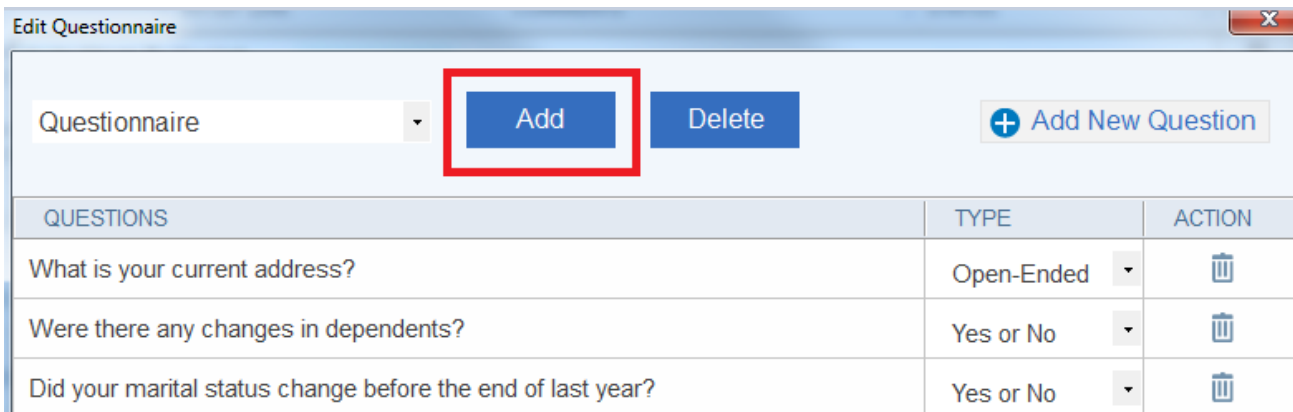 Edit Questionnaire
Questionnaire Add Delete Add New Question
QUESTIONS TYPE ACTION
What is your current address? Open-Ended
Were there any changes in dependents? Yes or No
Did your marital status change before the end of last year? Yes or No